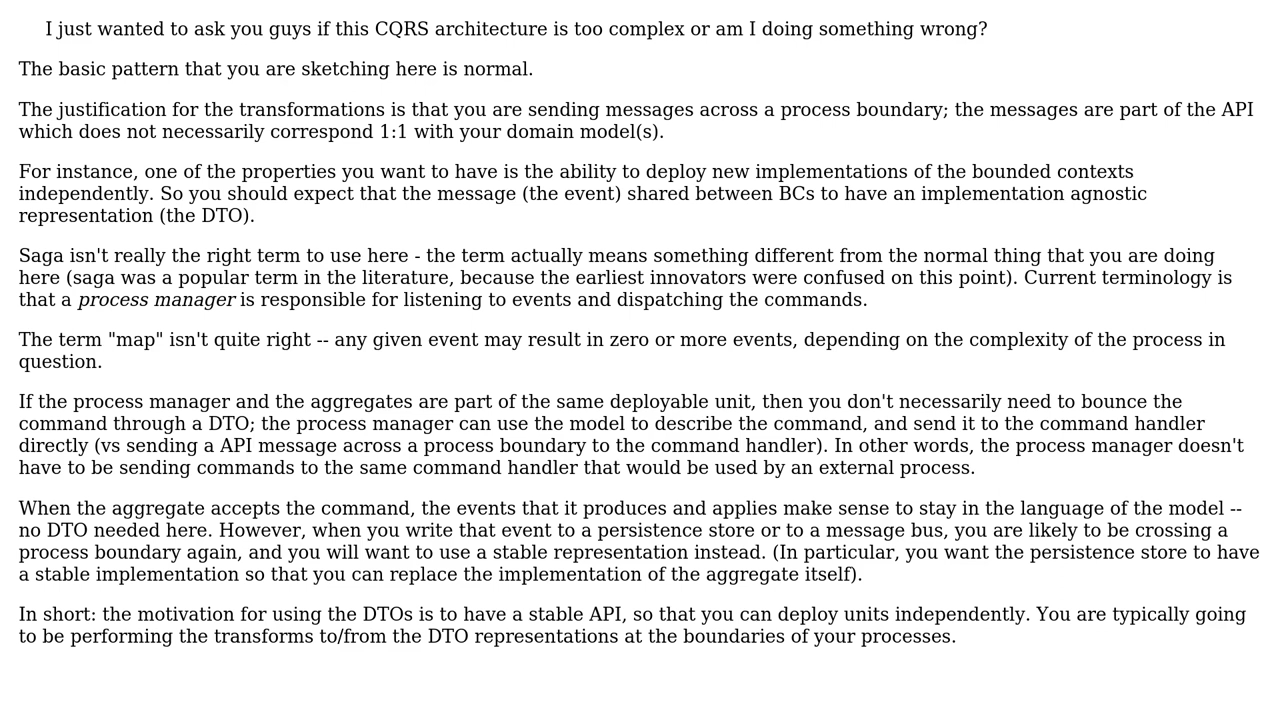 I just wanted to ask you guys if this CQRS architecture is too complex or am I doing something wrong?
The basic pattern that you are sketching here is normal.
The justification for the transformations is that you are sending messages across a process boundary; the messages are part of the API
which does not necessarily correspond 1:1 with your domain model(s).
For instance, one of the properties you want to have is the ability to deploy new implementations of the bounded contexts
independently. So you should expect that the message (the event) shared between BCs to have an implementation agnostic
representation (the DTO).
Saga isn't really the right term to use here - the term actually means something different from the normal thing that you are doing
here (saga was a popular term in the literature, because the earliest innovators were confused on this point). Current terminology is
that a process manager is responsible for listening to events and dispatching the commands.
The term "map" isn't quite right -- any given event may result in zero or more events, depending on the complexity of the process in
question.
If the process manager and the aggregates are part of the same deployable unit, then you don't necessarily need to bounce the
command through a DTO; the process manager can use the model to describe the command, and send it to the command handler
directly (vs sending a API message across a process boundary to the command handler). In other words, the process manager doesn't
have to be sending commands to the same command handler that would be used by an external process.
When the aggregate accepts the command, the events that it produces and applies make sense to stay in the language of the model --
no DTO needed here. However, when you write that event to a persistence store or to a message bus, you are likely to be crossing a
process boundary again, and you will want to use a stable representation instead. (In particular, you want the persistence store to have
a stable implementation so that you can replace the implementation of the aggregate itself).
In short: the motivation for using the DTOs is to have a stable API, so that you can deploy units independently. You are typically going
to be performing the transforms to/from the DTO representations at the boundaries of your processes.